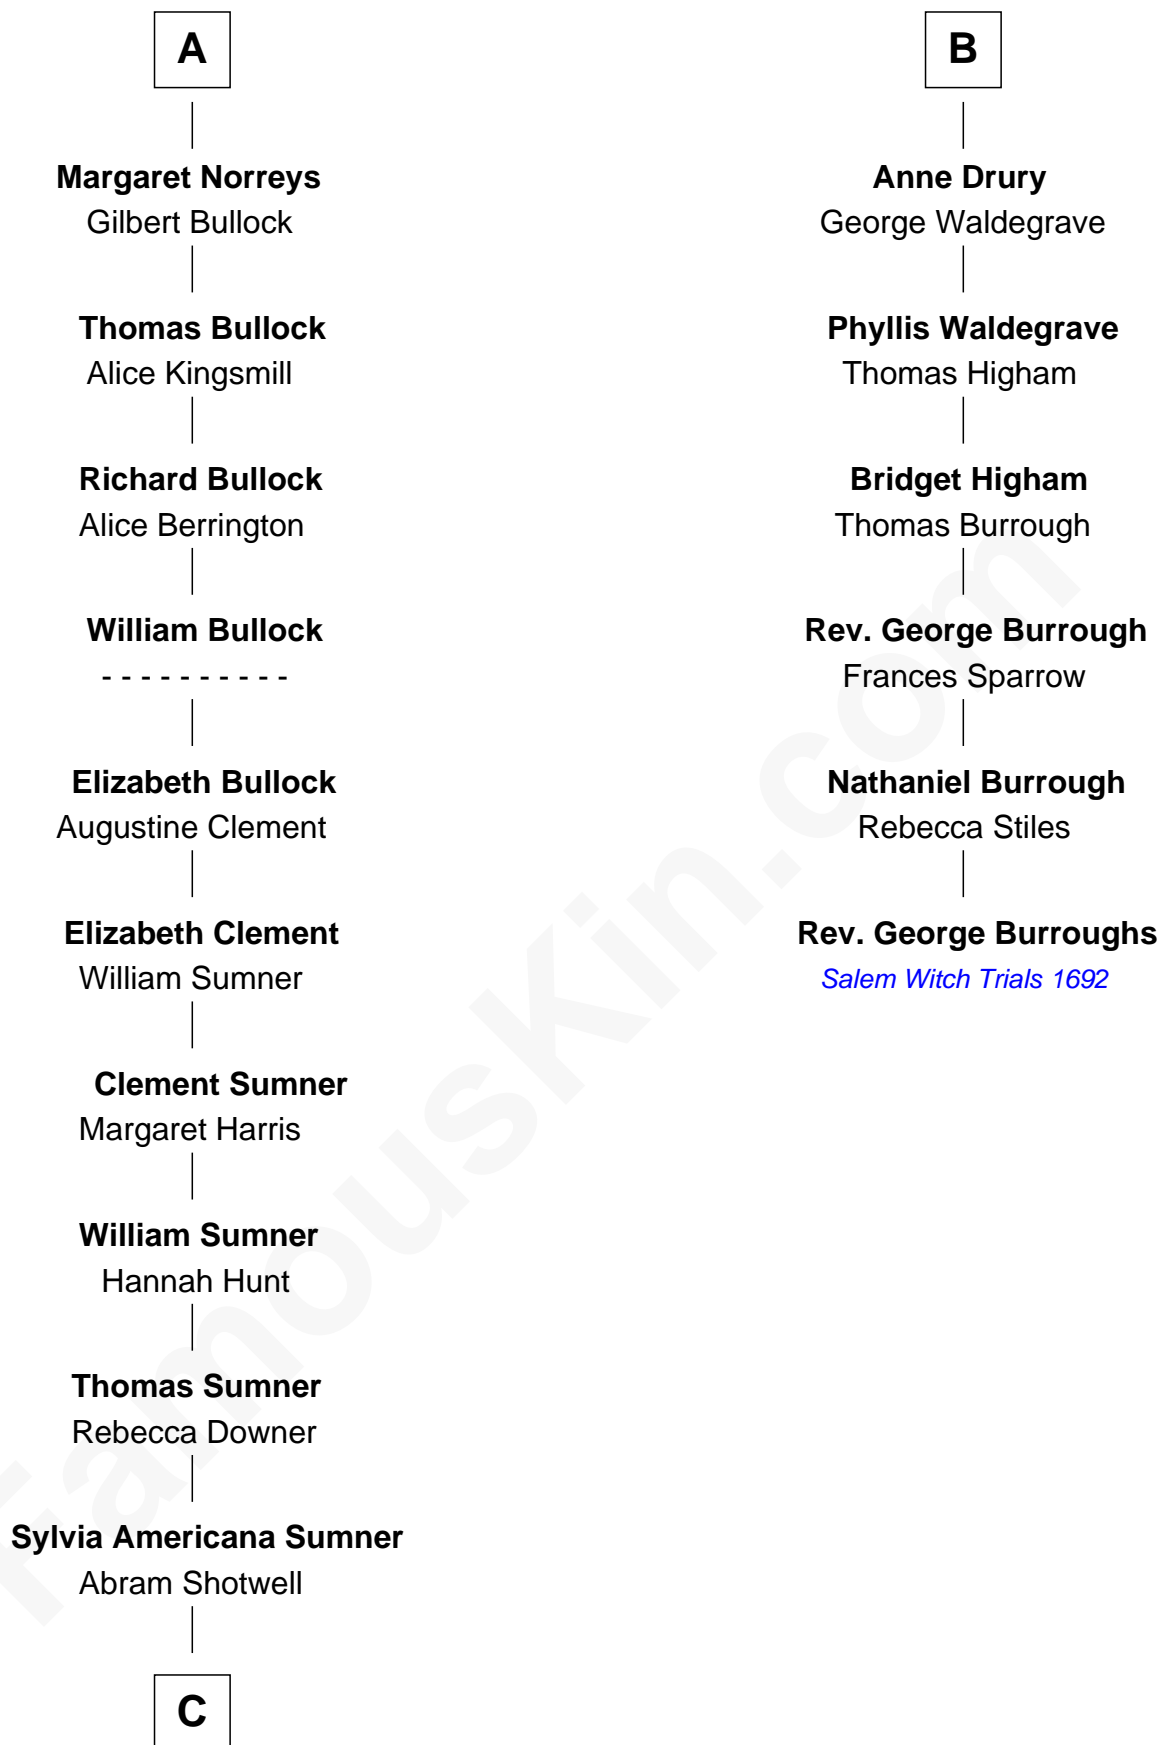 A
Margaret Norreys
Gilbert Bullock
Thomas Bullock
Alice Kingsmill
Richard Bullock
Alice Berrington
William Bullock
- - - - - - - - - -
Elizabeth Bullock
Augustine Clement
Elizabeth Clement
William Sumner
Clement Sumner
Margaret Harris
William Sumner
Hannah Hunt
Thomas Sumner
Rebecca Downer
Sylvia Americana Sumner
Abram Shotwell
C
B
Anne Drury
George Waldegrave
Phyllis Waldegrave
Thomas Higham
Bridget Higham
Thomas Burrough
Rev. George Burrough
Frances Sparrow
Nathaniel Burrough
Rebecca Stiles
Rev. George Burroughs
Salem Witch Trials 1692
FamousKin.com